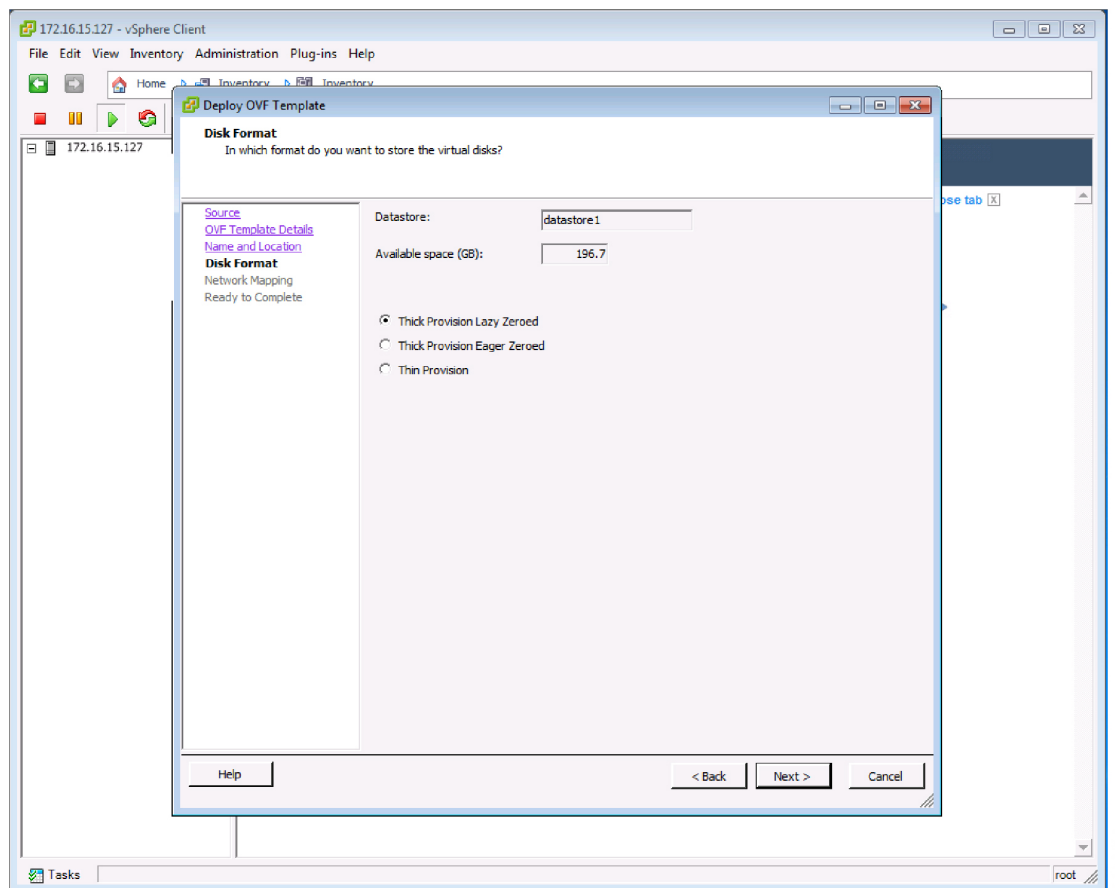 172.16.15.127 - vSphere Client
File Edit View Inventory Administration Plug-ins Help
Home Inventory Inventory
Deploy OVF Template
Disk Format
In which format do you want to store the virtual disks?
172.16.15.127
ose tab X
Source
OVF Template Details
Name and Location
Disk Format
Network Mapping
Ready to Complete
Datastore: datastore1
Available space (GB): 196.7
Thick Provision Lazy Zeroed
Thick Provision Eager Zeroed
Thin Provision
Help < Back Next > Cancel
Tasks root